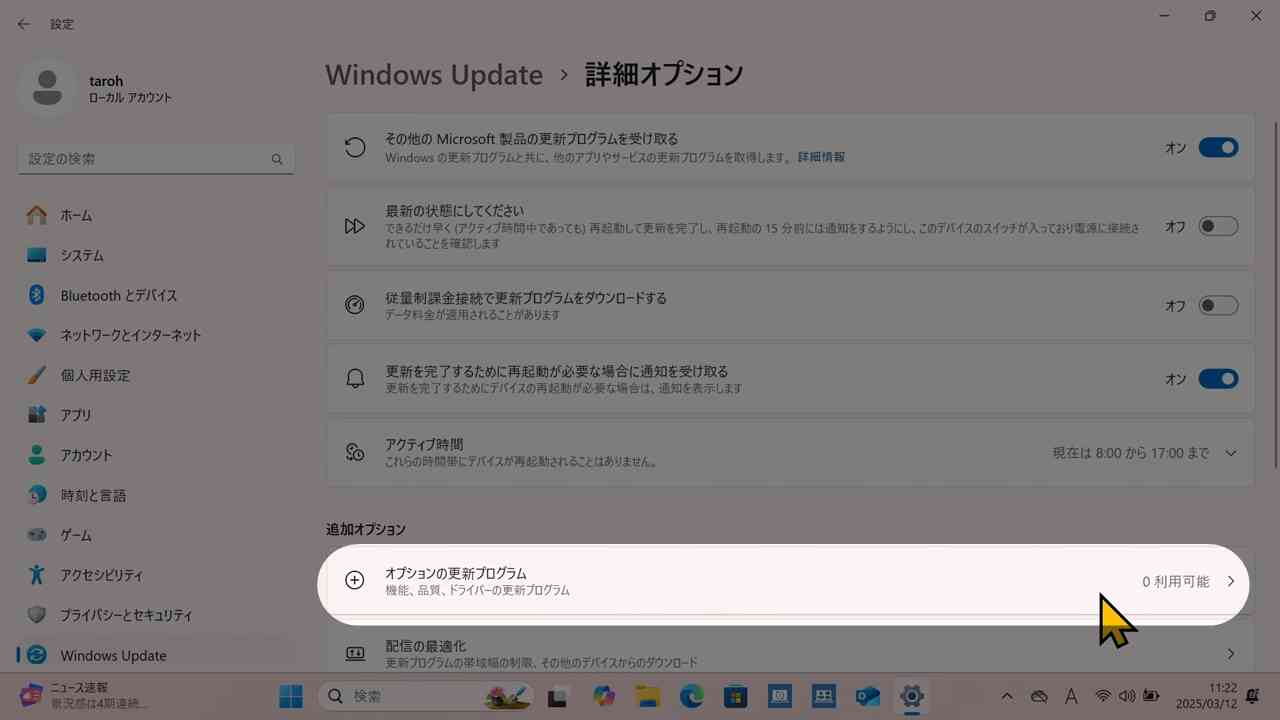 設定
taroh
ローカル アカウント
設定の検索
ホーム
システム
Bluetooth とデバイス
ネットワークとインターネット
個人用設定
アプリ
アカウント
時刻と言語
ゲーム
アクセシビリティ
プライバシーとセキュリティ
Windows Update
Windows Update › 詳細オプション
その他の Microsoft 製品の更新プログラムを受け取る
Windows の更新プログラムと共に、他のアプリやサービスの更新プログラムを取得します。 詳細情報
オン
最新の状態にしてください
できるだけ早く (アクティブ時間中であっても) 再起動して更新を完了し、再起動の 15 分前には通知をするようにし、このデバイスのスイッチが入っており電源に接続さ
れていることを確認します
オフ
従量制課金接続で更新プログラムをダウンロードする
データ料金が適用されることがあります
オフ
更新を完了するために再起動が必要な場合に通知を受け取る
更新を完了するためにデバイスの再起動が必要な場合は、通知を表示します
オン
アクティブ時間
これらの時間帯にデバイスが再起動されることはありません。
現在は 8:00 から 17:00 まで
追加オプション
オプションの更新プログラム
機能、品質、ドライバーの更新プログラム
0 利用可能
配信の最適化
更新プログラムの帯域幅の制限、その他のデバイスからのダウンロード
ニュース速報
景況感は4期連続...
検索
A
11:22
2025/03/12